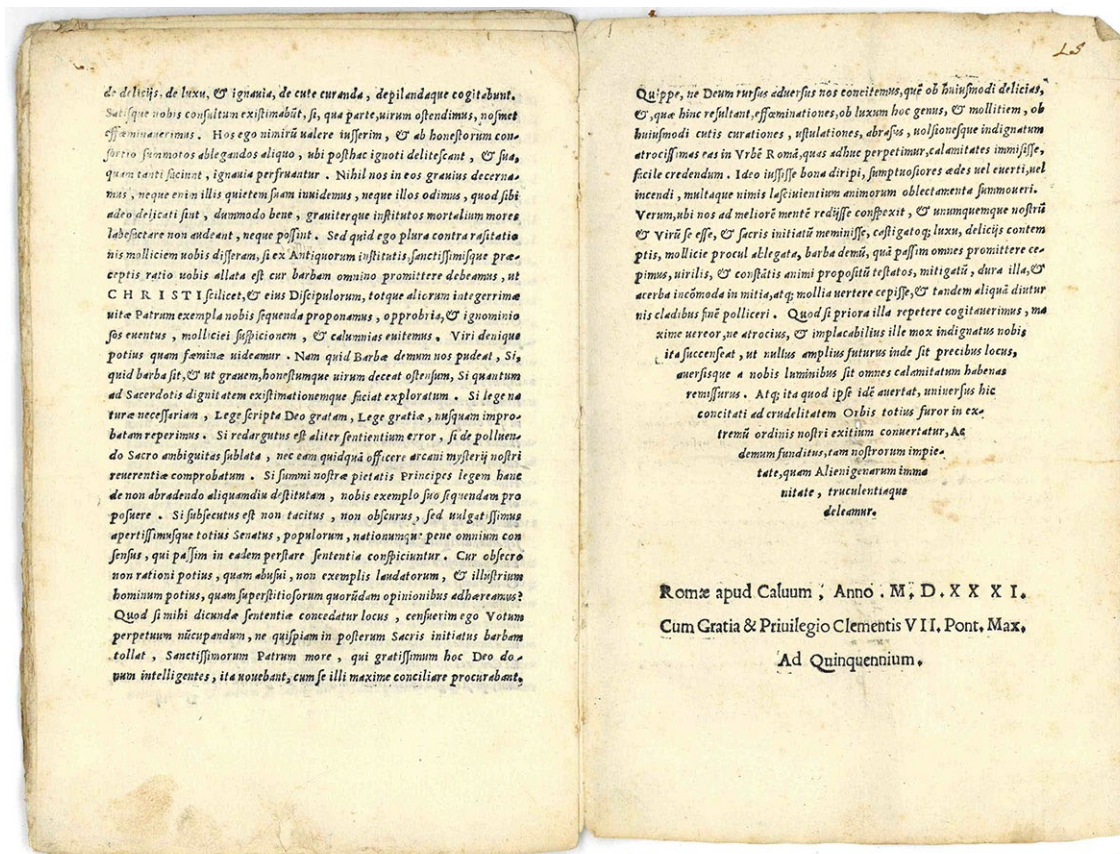 de delicijs, de luxu, & ignauia, de cute curanda, depilandaque cogitabunt.
Satisque nobis consultum existimabūt, si, qua parte, uirum ostendimus, nosmet
effœminauerimus. Hos ego nimirū ualere iusserim, & ab honestorum con-
sortio summotos ablegandos aliquo, ubi posthac ignoti delitescant, & sua,
quam tanti faciunt, ignauia perfruantur. Nihil nos in eos grauius decerna-
mus, neque enim illis quietem suam inuidemus, neque illos odimus, quod sibi
adeo delicati sint, dummodo bene, grauiterque institutos mortalium mores
labefactare non audeant, neque possint. Sed quid ego plura contra rasitatio
nis molliciem uobis disseram, si ex Antiquorum institutis, sanctissimisque præ-
ceptis ratio uobis allata est cur barbam omnino promittere debeamus, ut
CHRISTI scilicet, & eius Discipulorum, totque aliorum integerrimæ
uitæ Patrum exempla nobis sequenda proponamus, opprobria, & ignominio
sos euentus, molliciei suspicionem, & calumnias euitemus. Viri denique
potius quam fæminæ uideamur. Nam quid Barbæ demum nos pudeat, Si,
quid barba sit, & ut grauem, honestumque uirum deceat ostensum, Si quantum
ad Sacerdotis dignitatem existimationemque faciat exploratum. Si lege na
turæ necessariam, Lege scripta Deo gratam, Lege gratiæ, nusquam impro-
batam reperimus. Si redargutus est aliter sentientium error, si de polluen-
do Sacro ambiguitas sublata, nec eam quidquā officere arcani mysterij nostri
reuerentiæ comprobatum. Si summi nostræ pietatis Principes legem hanc
de non abradendo aliquamdiu destitutam, nobis exemplo suo sequendam pro
posuere. Si subsecutus est non tacitus, non obscurus, sed uulgatissimus
apertissimusque totius Senatus, populorum, nationumqu' pene omnium con
sensus, qui passim in eadem perstare sententia conspiciuntur. Cur obsecro
non rationi potius, quam abusui, non exemplis laudatorum, & illustrium
hominum potius, quam superstitiosorum quorūdam opinionibus adhæreamus?
Quod si mihi dicundæ sententiæ concedatur locus, censuerim ego Votum
perpetuum nūcupandum, ne quispiam in posterum Sacris initiatus barbam
tollat, Sanctissimorum Patrum more, qui gratissimum hoc Deo do-
num intelligentes, ita uouebant, cum se illi maxime conciliare procurabant.
LS
Quippe, ne Deum rursus aduersus nos concitemus, quē ob huiusmodi delicias,
&, quæ hinc resultant, effœminationes, ob luxum hoc genus, & mollitiem, ob
huiusmodi cutis curationes, ustulationes, abrasus, uolsionesque indignatum
atrocissimas eas in Vrbē Romā, quas adhuc perpetimur, calamitates immisisse,
facile credendum. Ideo iussisse bona diripi, sumptuosiores ædes uel euerti, uel
incendi, multaque nimis lasciuientium animorum oblectamenta summoueri.
Verum, ubi nos ad meliorē mentē redijsse conspexit, & unumquemque nostrū
& Virū se esse, & sacris initiatū meminisse, castigatoq; luxu, delicijs contem
ptis, mollicie procul ablegata, barba demū, quā passim omnes promittere ce-
pimus, uirilis, & constātis animi propositū testatos, mitigatū, dura illa, &
acerba incōmoda in mitia, atq; mollia uertere cepisse, & tandem aliquā diutur
nis cladibus finē polliceri. Quod si priora illa repetere cogitauerimus, ma
xime uereor, ne atrocius, & implacabilius ille mox indignatus nobis
ita succenseat, ut nullus amplius futurus inde sit precibus locus,
auersisque a nobis luminibus sit omnes calamitatum habenas
remissurus. Atq; ita quod ipse idē auertat, uniuersus hic
concitati ad crudelitatem Orbis totius furor in ex-
tremū ordinis nostri exitium conuertatur, Ac
demum funditus, tam nostrorum impie-
tate, quam Alienigenarum imma
nitate, truculentiaque
deleamur.
Romæ apud Caluum, Anno. M. D. XXXI.
Cum Gratia & Priuilegio Clementis VII. Pont. Max.
Ad Quinquennium.